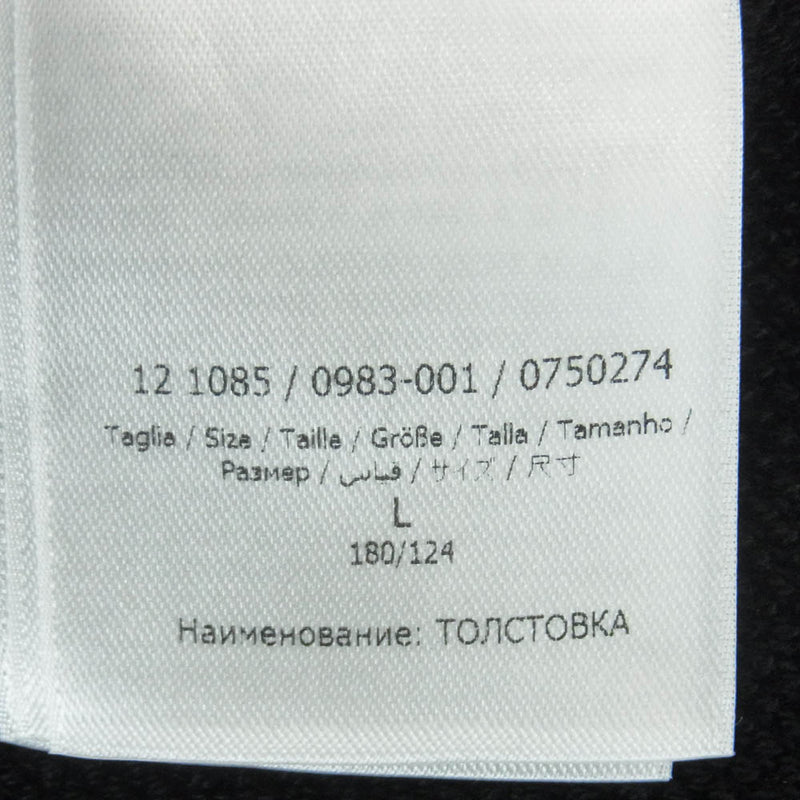 12 1085 / 0983-001 / 0750274
Taglia / Size / Taille / Größe / Talla / Tamanho /
Размер / قياس / サイズ / 尺寸
L
180/124
Наименование: ТОЛСТОВКА